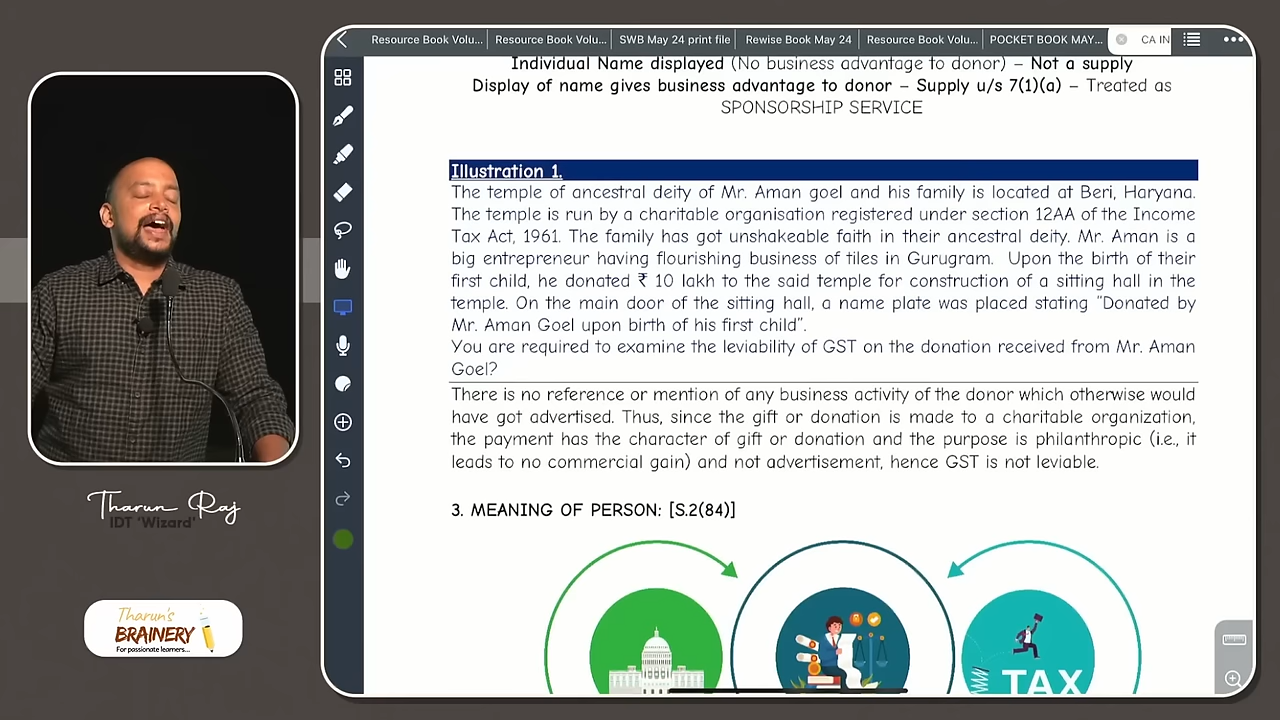 Resource Book Volu...
Resource Book Volu...
SWB May 24 print file
Rewise Book May 24
Resource Book Volu...
POCKET BOOK MAY...
CA IN
Individual Name displayed (No business advantage to donor) – Not a supply
Display of name gives business advantage to donor – Supply u/s 7(1)(a) – Treated as
SPONSORSHIP SERVICE
Illustration 1.
The temple of ancestral deity of Mr. Aman goel and his family is located at Beri, Haryana.
The temple is run by a charitable organisation registered under section 12AA of the Income
Tax Act, 1961. The family has got unshakeable faith in their ancestral deity. Mr. Aman is a
big entrepreneur having flourishing business of tiles in Gurugram. Upon the birth of their
first child, he donated ₹ 10 lakh to the said temple for construction of a sitting hall in the
temple. On the main door of the sitting hall, a name plate was placed stating "Donated by
Mr. Aman Goel upon birth of his first child".
You are required to examine the leviability of GST on the donation received from Mr. Aman
Goel?
There is no reference or mention of any business activity of the donor which otherwise would
have got advertised. Thus, since the gift or donation is made to a charitable organization,
the payment has the character of gift or donation and the purpose is philanthropic (i.e., it
leads to no commercial gain) and not advertisement, hence GST is not leviable.
3. MEANING OF PERSON: [S.2(84)]
TAX
Tharun Raj
IDT 'Wizard'
Tharun's
BRAINERY
For passionate learners...